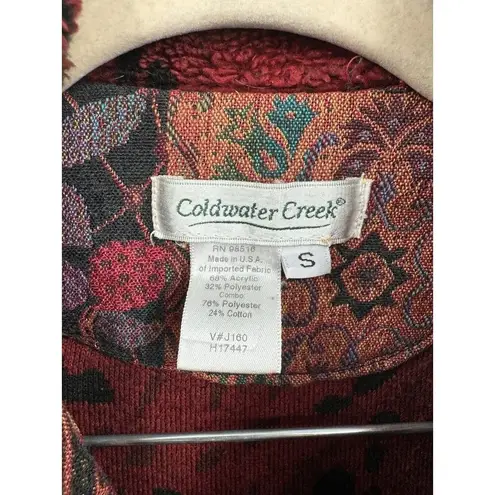 Coldwater Creek®
S
RN 98518
Made in U.S.A.
of Imported Fabric
68% Acrylic
32% Polyester
Combo
76% Polyester
24% Cotton
V#J160
H17447